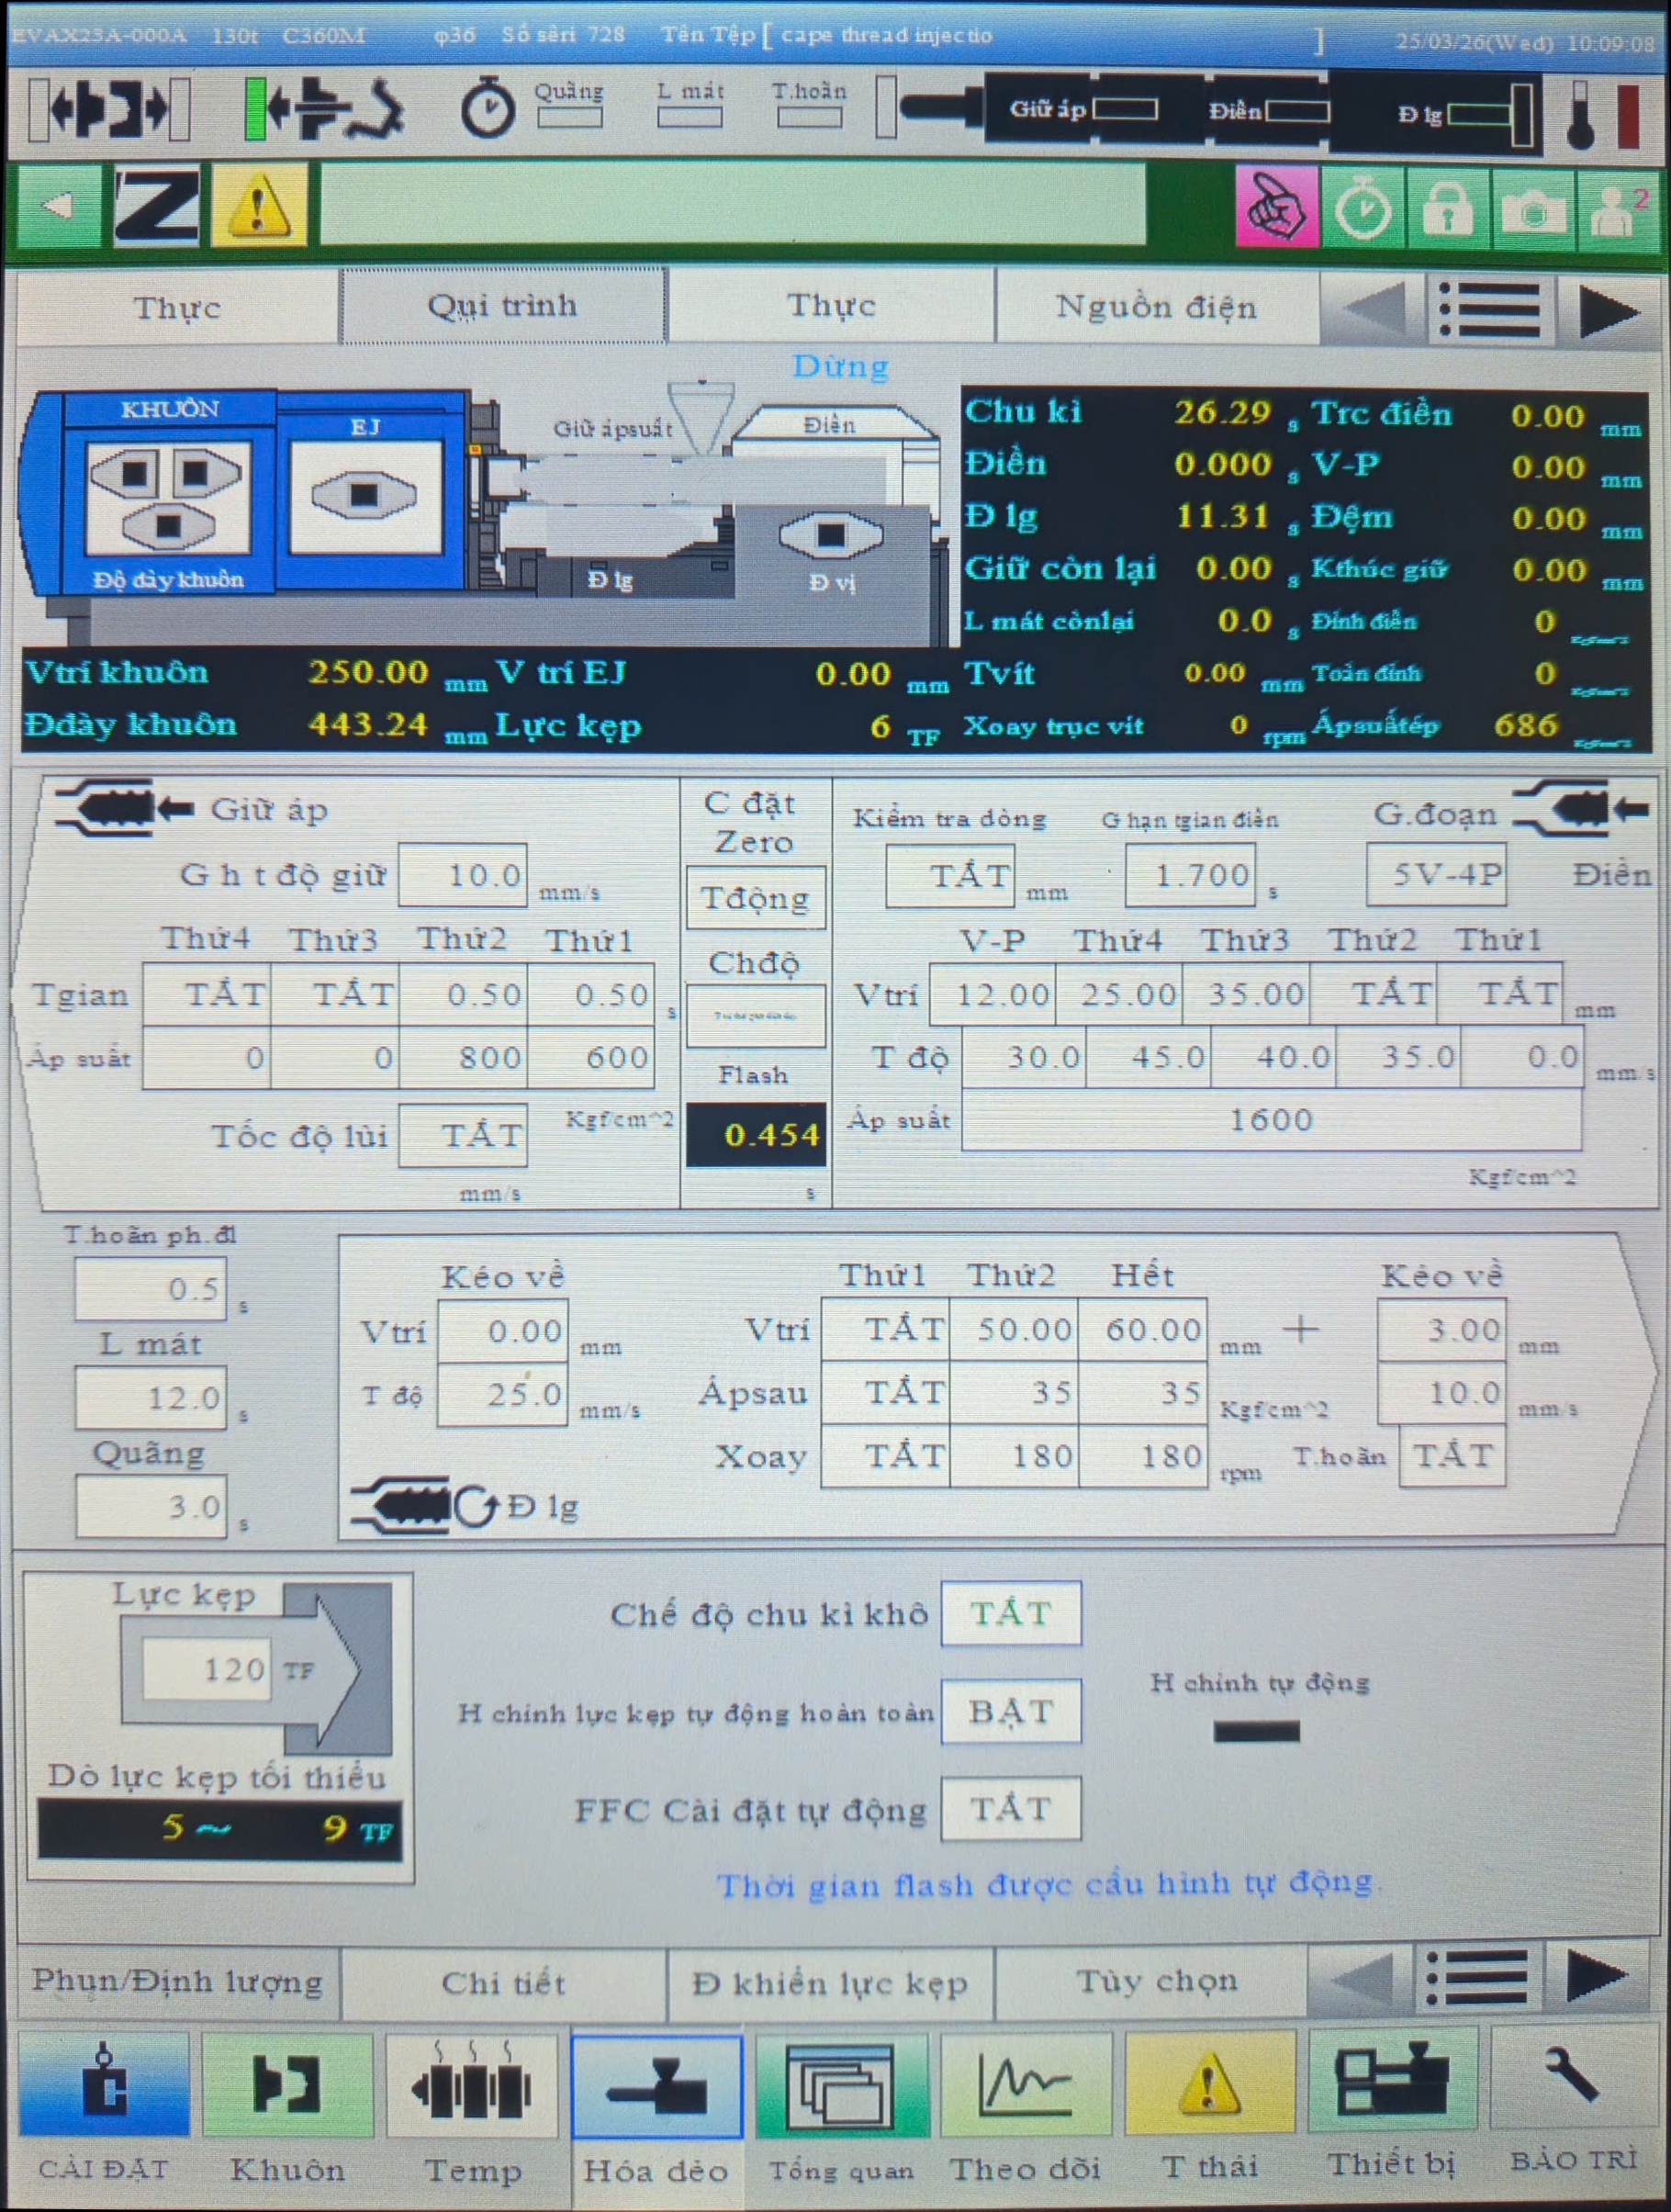 EVAX25A-000A 130t C360M φ36 Số sêri 728 Tên Tệp [ cape thread injectio ] 25/03/26(Wed) 10:09:08
Quãng L mát T.hoãn Giữ áp Điền Đ lg
2
Thực Qui trình Thực Nguồn điện
Dừng
KHUÔN EJ Giữ ápsuất Điền
Độ dày khuôn Đ lg Đ vị
Chu kì 26.29 s Trc điền 0.00 mm
Điền 0.000 s V-P 0.00 mm
Đ lg 11.31 s Đệm 0.00 mm
Giữ còn lại 0.00 s Kthúc giữ 0.00 mm
L mát cònlại 0.0 s Đỉnh điền 0
Vtrí khuôn 250.00 mm V trí EJ 0.00 mm Tvít 0.00 mm Toàn đỉnh 0
Đdày khuôn 443.24 mm Lực kẹp 6 TF Xoay trục vít 0 rpm Ápsuấtép 686
Giữ áp
G h t độ giữ 10.0 mm/s
Thứ4 Thứ3 Thứ2 Thứ1
Tgian TẮT TẮT 0.50 0.50 s
Áp suất 0 0 800 600
Tốc độ lùi TẮT Kgf/cm^2
mm/s
C đặt
Zero
Tđộng
Chđộ
Flash
0.454
s
Kiểm tra dòng G hạn tgian điền G.đoạn
TẮT mm 1.700 s 5V-4P Điền
V-P Thứ4 Thứ3 Thứ2 Thứ1
Vtrí 12.00 25.00 35.00 TẮT TẮT mm
T độ 30.0 45.0 40.0 35.0 0.0 mm/s
Áp suất 1600
Kgf/cm^2
T.hoãn ph.đl
0.5 s
L mát
12.0 s
Quãng
3.0 s
Kéo về
Vtrí 0.00 mm
T độ 25.0 mm/s
Đ lg
Thứ1 Thứ2 Hết Kéo về
Vtrí TẮT 50.00 60.00 mm + 3.00 mm
Ápsau TẮT 35 35 Kgf/cm^2 10.0 mm/s
Xoay TẮT 180 180 rpm T.hoãn TẮT
Lực kẹp
120 TF
Dò lực kẹp tối thiểu
5 ~ 9 TF
Chế độ chu kì khô TẮT
H chỉnh lực kẹp tự động hoàn toàn BẬT H chỉnh tự động
FFC Cài đặt tự động TẮT
Thời gian flash được cấu hình tự động.
Phun/Định lượng Chi tiết Đ khiển lực kẹp Tùy chọn
CÀI ĐẶT Khuôn Temp Hóa dẻo Tổng quan Theo dõi T thái Thiết bị BẢO TRÌ